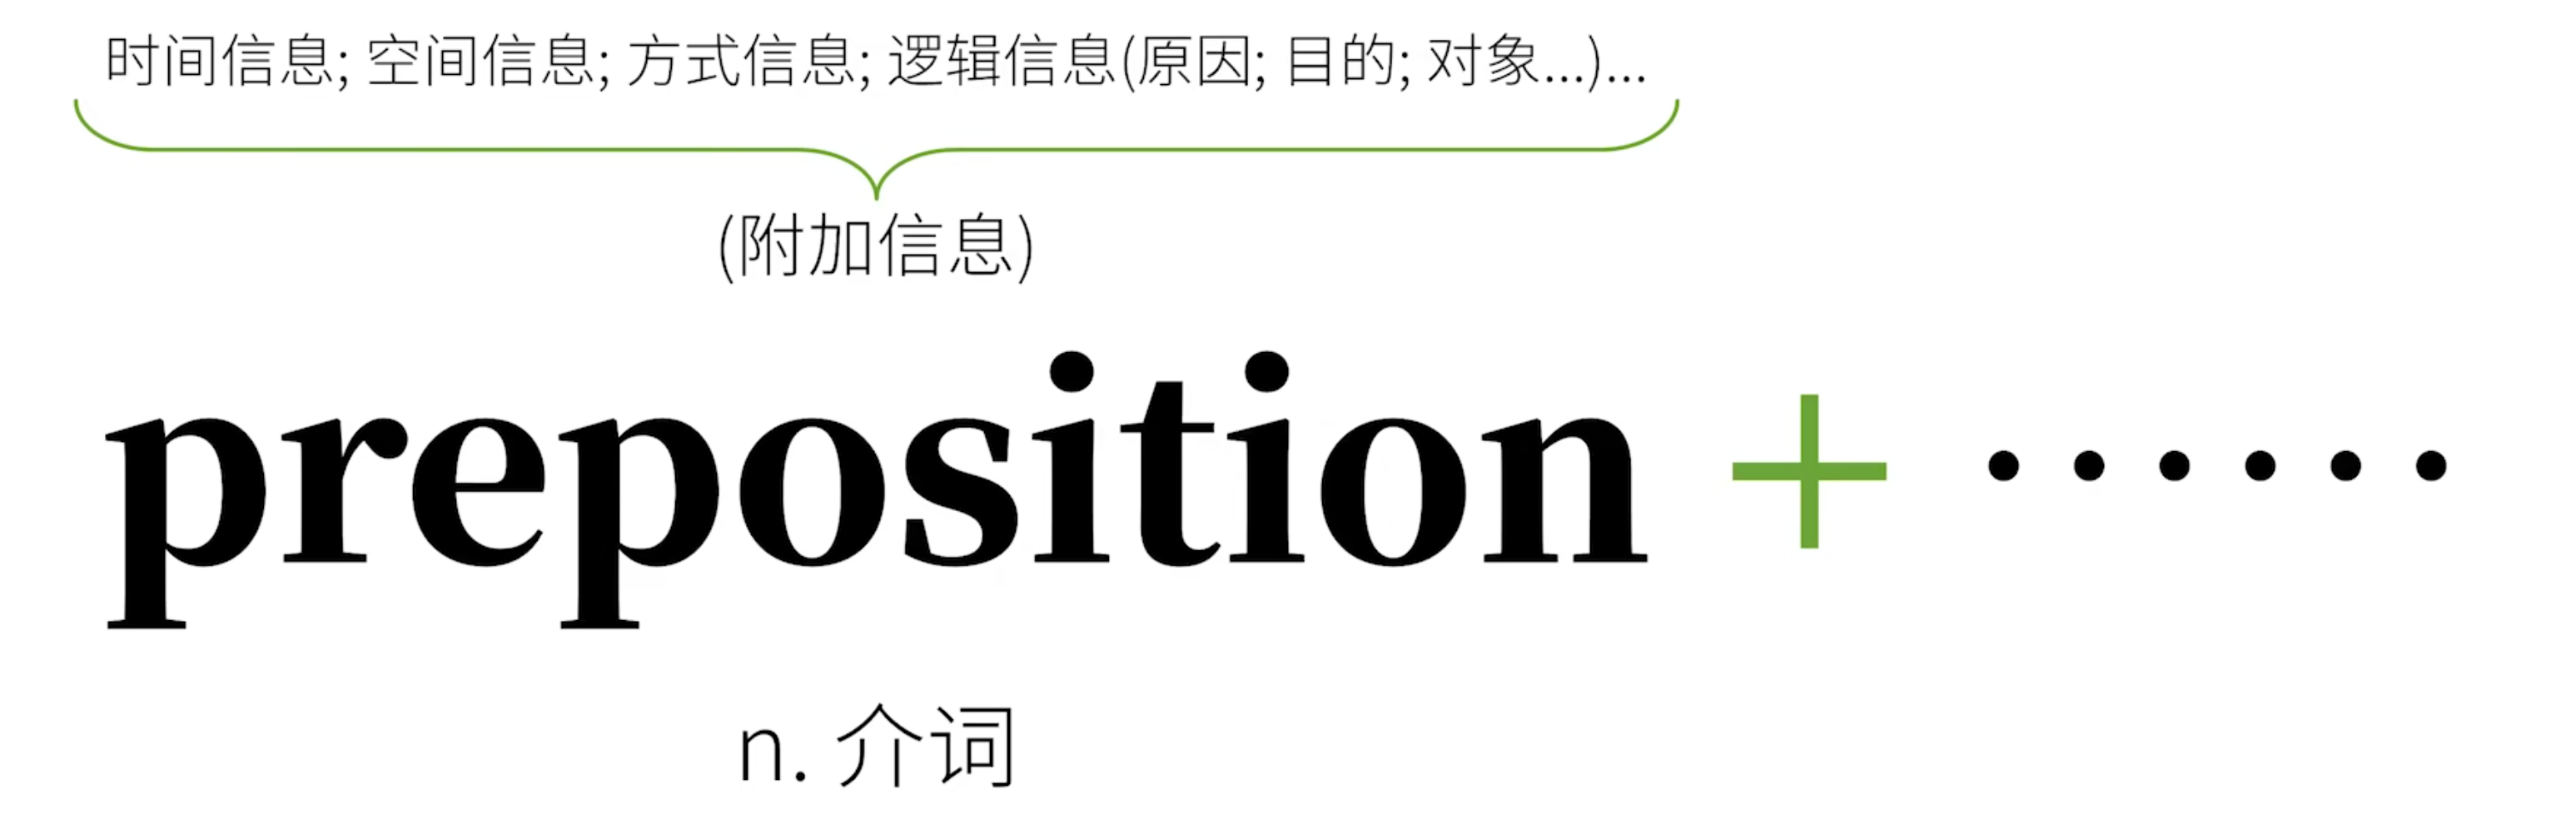 时间信息; 空间信息; 方式信息; 逻辑信息(原因; 目的; 对象...)...
(附加信息)
preposition + ······
n. 介词